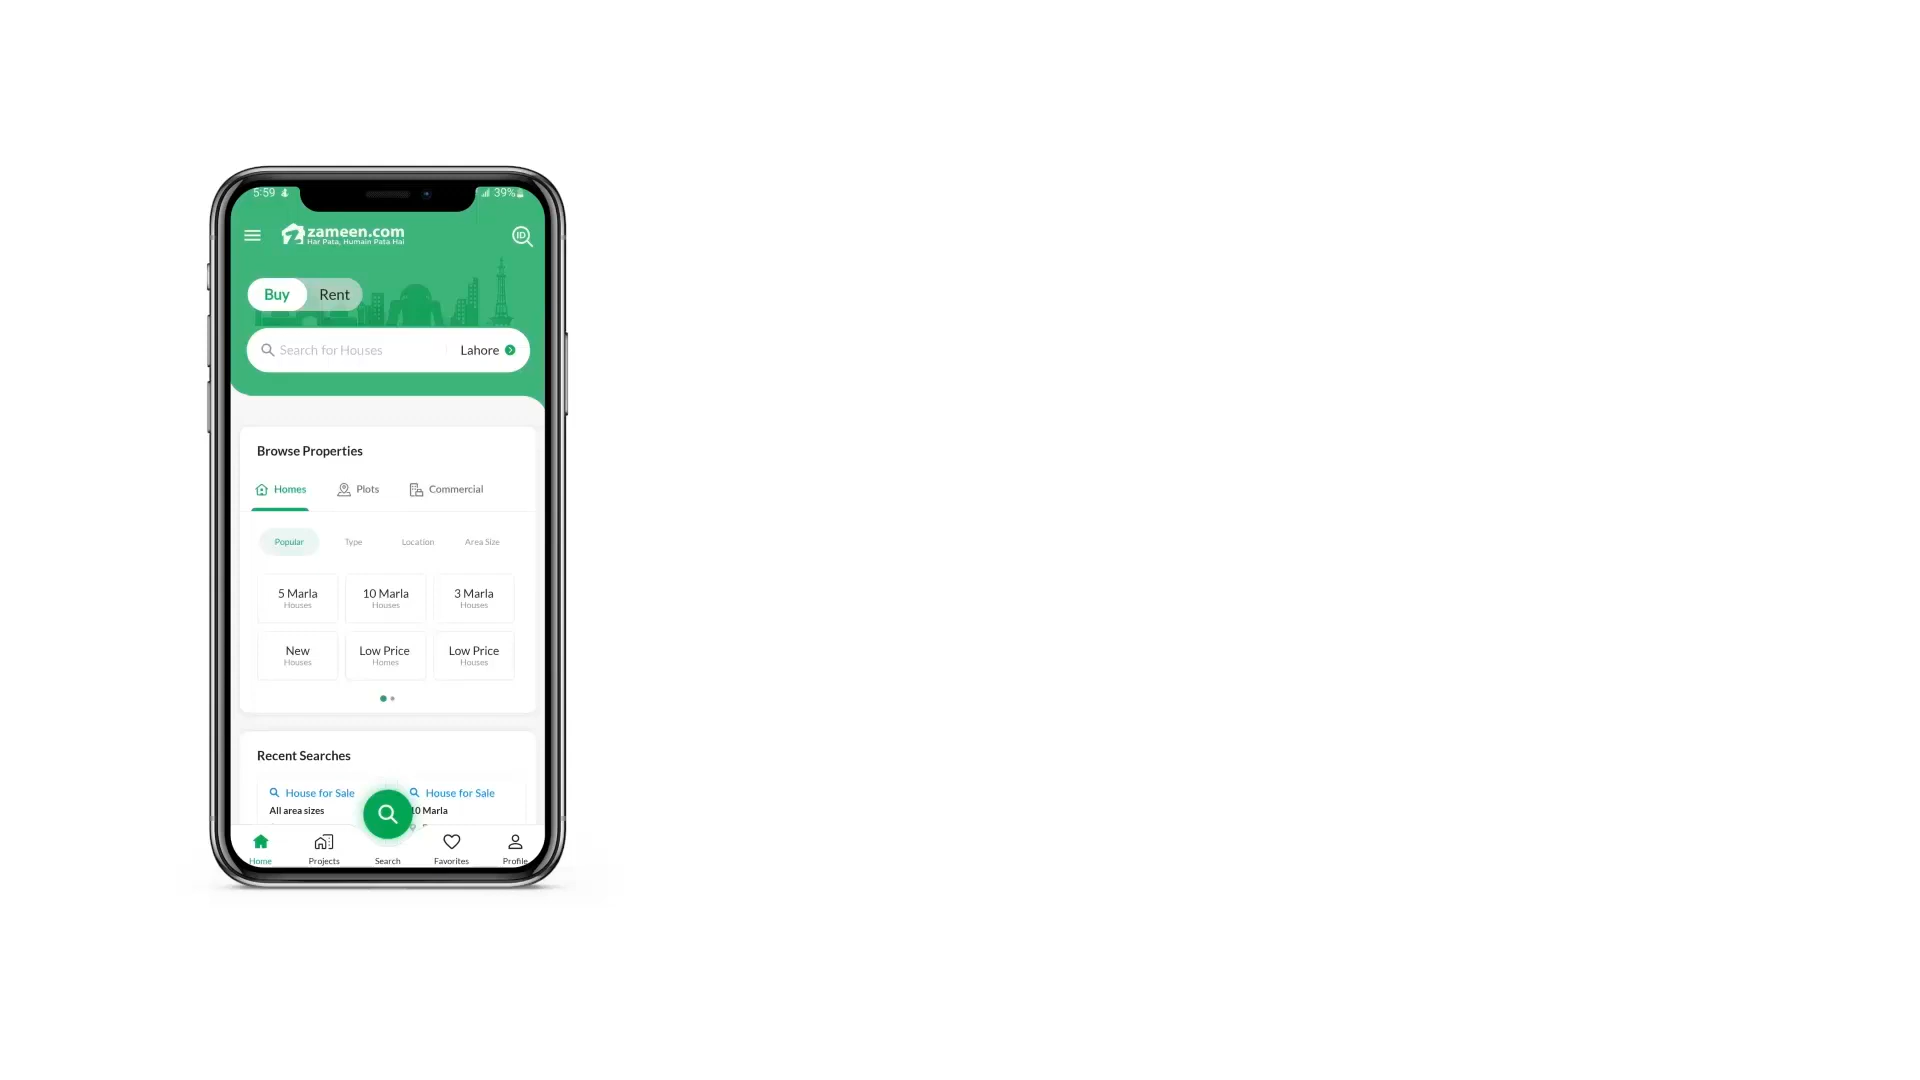 5:59
39%
zameen.com
Har Pata, Humain Pata Hai
ID
Buy Rent
Search for Houses Lahore
Browse Properties
Homes Plots Commercial
Popular Type Location Area Size
5 Marla 10 Marla 3 Marla
Houses Houses Houses
New Low Price Low Price
Houses Homes Houses
Recent Searches
House for Sale House for Sale
All area sizes 10 Marla
Home Projects Search Favorites Profile